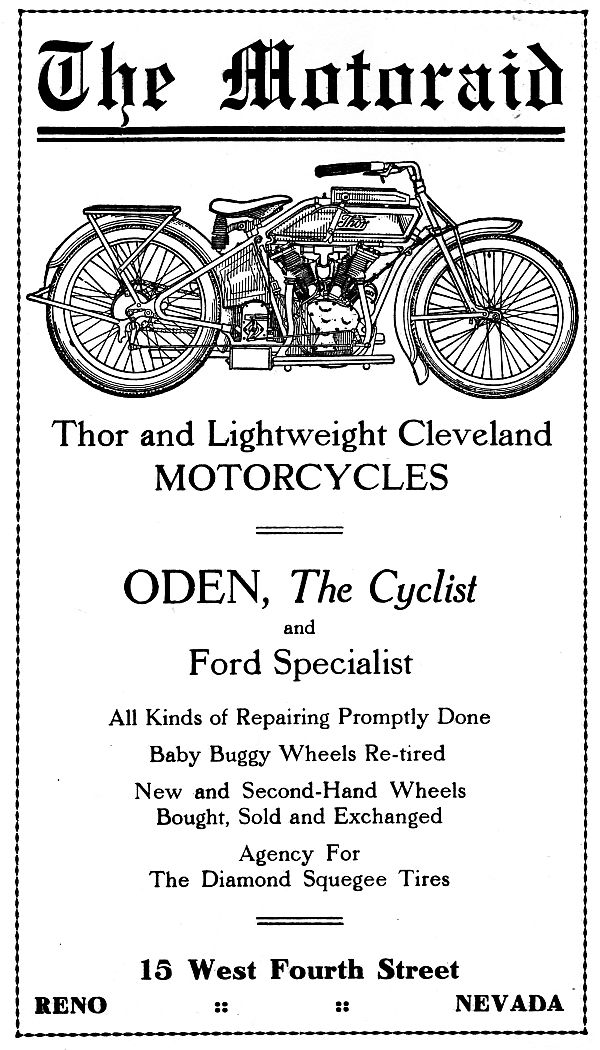 The Motoraid
Thor
Thor and Lightweight Cleveland
MOTORCYCLES
ODEN, The Cyclist
and
Ford Specialist
All Kinds of Repairing Promptly Done
Baby Buggy Wheels Re-tired
New and Second-Hand Wheels
Bought, Sold and Exchanged
Agency For
The Diamond Squegee Tires
15 West Fourth Street
RENO :: :: NEVADA